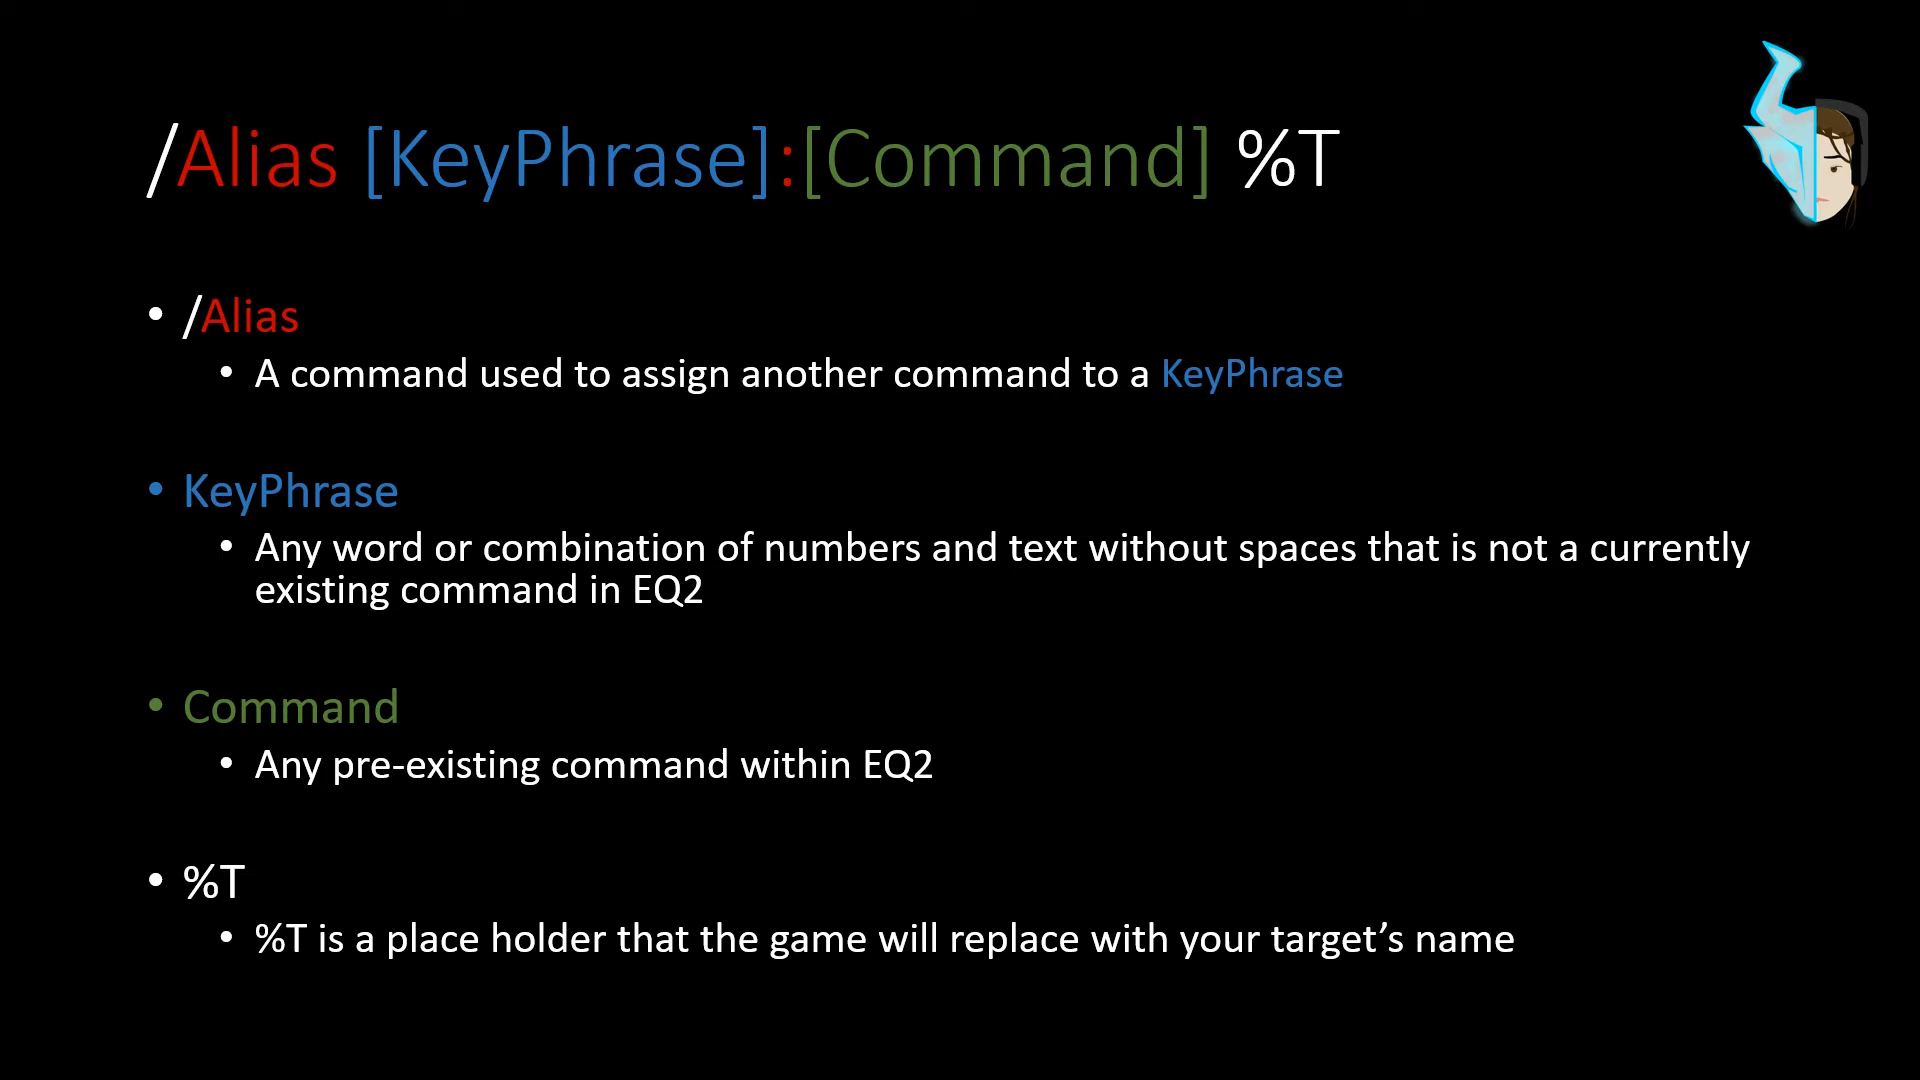 /Alias [KeyPhrase]:[Command] %T
• /Alias
• A command used to assign another command to a KeyPhrase
• KeyPhrase
• Any word or combination of numbers and text without spaces that is not a currently
existing command in EQ2
• Command
• Any pre-existing command within EQ2
• %T
• %T is a place holder that the game will replace with your target’s name